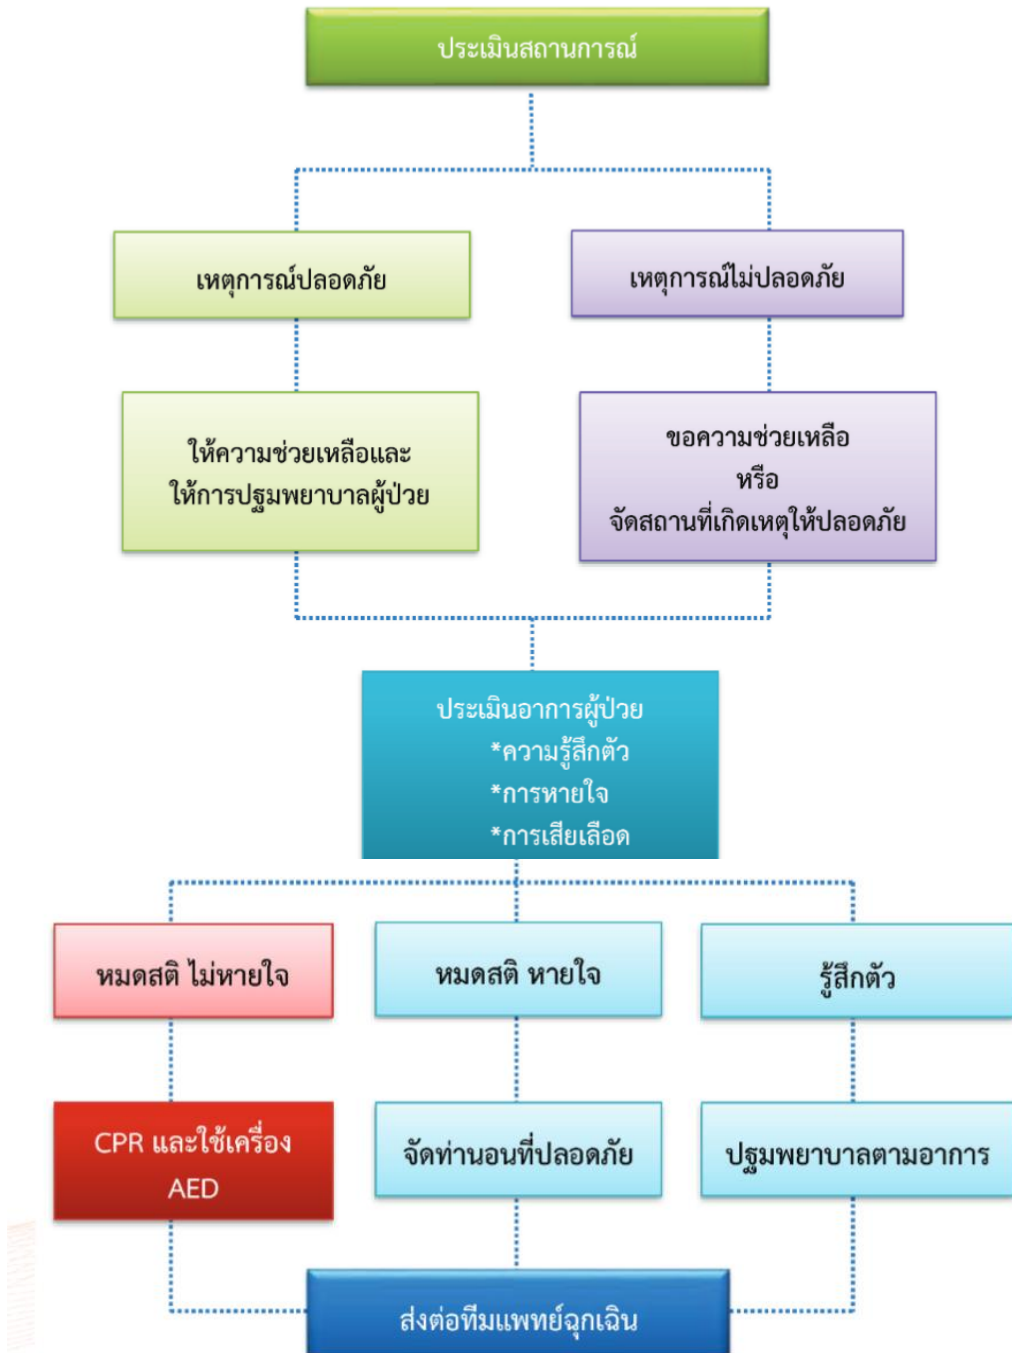 ประเมินสถานการณ์
เหตุการณ์ปลอดภัย
เหตุการณ์ไม่ปลอดภัย
ให้ความช่วยเหลือและ
ให้การปฐมพยาบาลผู้ป่วย
ขอความช่วยเหลือ
หรือ
จัดสถานที่เกิดเหตุให้ปลอดภัย
ประเมินอาการผู้ป่วย
*ความรู้สึกตัว
*การหายใจ
*การเสียเลือด
หมดสติ ไม่หายใจ
หมดสติ หายใจ
รู้สึกตัว
CPR และใช้เครื่อง
AED
จัดท่านอนที่ปลอดภัย
ปฐมพยาบาลตามอาการ
ส่งต่อทีมแพทย์ฉุกเฉิน